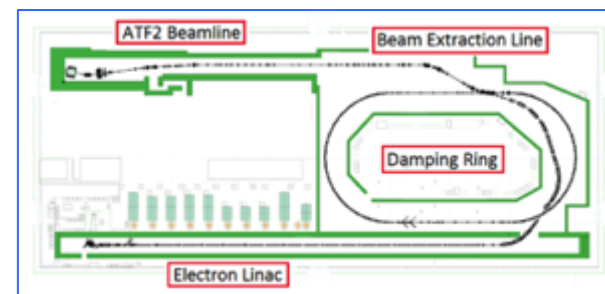 ATF2 Beamline
Beam Extraction Line
Damping Ring
Electron Linac